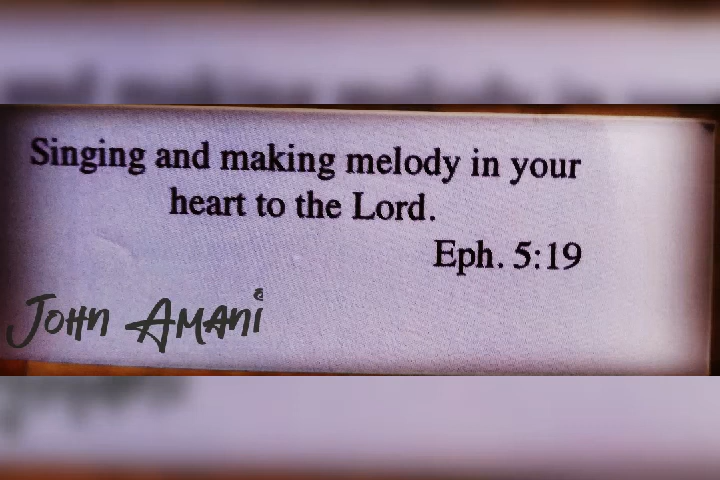 Singing and making melody in your
heart to the Lord.
Eph. 5:19
John Amani